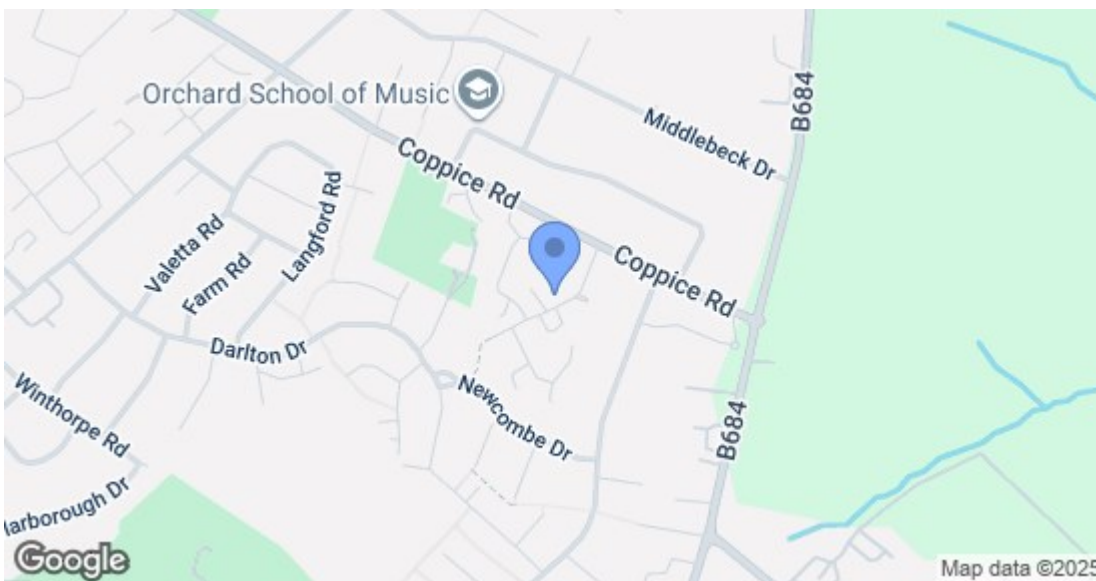 Orchard School of Music
B684
Middlebeck Dr
Coppice Rd
Langford Rd
Valetta Rd
Farm Rd
Coppice Rd
Darlton Dr
Winthorpe Rd
Newcombe Dr
B684
Marlborough Dr
Google
Map data ©2025